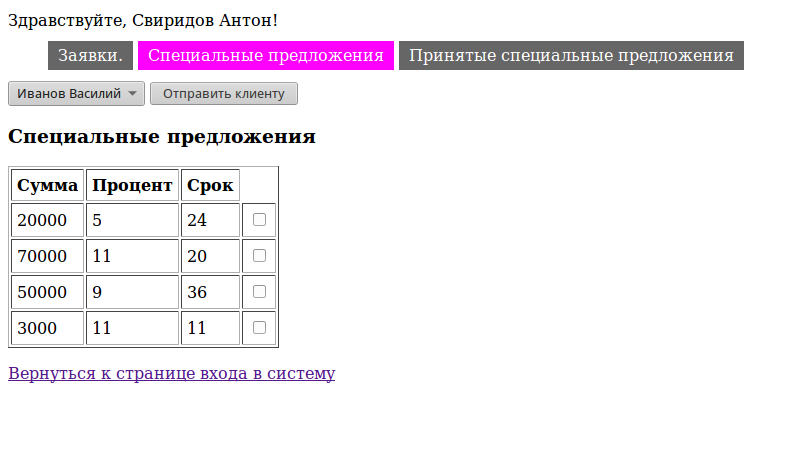 Здравствуйте, Свиридов Антон!
Заявки. Специальные предложения Принятые специальные предложения
Иванов Василий Отправить клиенту
Специальные предложения
Сумма Процент Срок
20000 5 24
70000 11 20
50000 9 36
3000 11 11
Вернуться к странице входа в систему